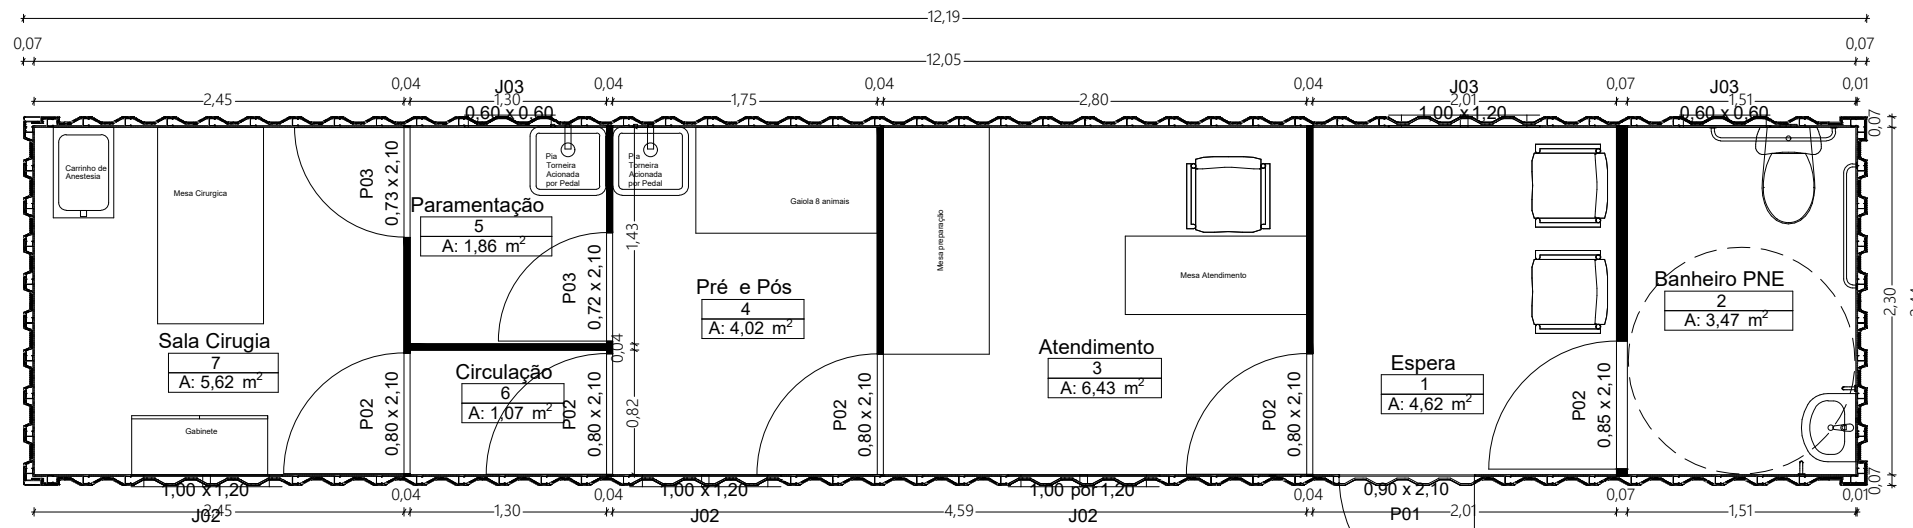 12,19
0,07
12,05
0,07
2,45
0,04
J03
1,30
0,60 x 0,60
0,04
1,75
0,04
2,80
0,04
J03
2,01
1,00 x 1,20
0,07
J03
1,51
0,60 x 0,60
0,01
0,07
Carrinho de
Anestesia
Mesa Cirurgica
P03
0,73 x 2,10
Pia
Torneira
Acionada
por Pedal
Pia
Torneira
Acionada
por Pedal
Paramentação
5
A: 1,86 m²
1,43
P03
0,72 x 2,10
0,04
Gaiola 8 animais
Pré e Pós
4
A: 4,02 m²
Mesa preparação
Mesa Atendimento
Banheiro PNE
2
A: 3,47 m²
2,30
Sala Cirugia
7
A: 5,62 m²
Circulação
6
A: 1,07 m²
Atendimento
3
A: 6,43 m²
Espera
1
A: 4,62 m²
P02
0,80 x 2,10
P02
0,80 x 2,10
0,82
P02
0,80 x 2,10
P02
0,80 x 2,10
P02
0,85 x 2,10
Gabinete
1,00 x 1,20
2,45
J02
0,04
1,30
0,04
1,00 x 1,20
J02
4,59
1,00 por 1,20
J02
0,04
0,90 x 2,10
2,01
P01
0,07
1,51
0,01
0,07